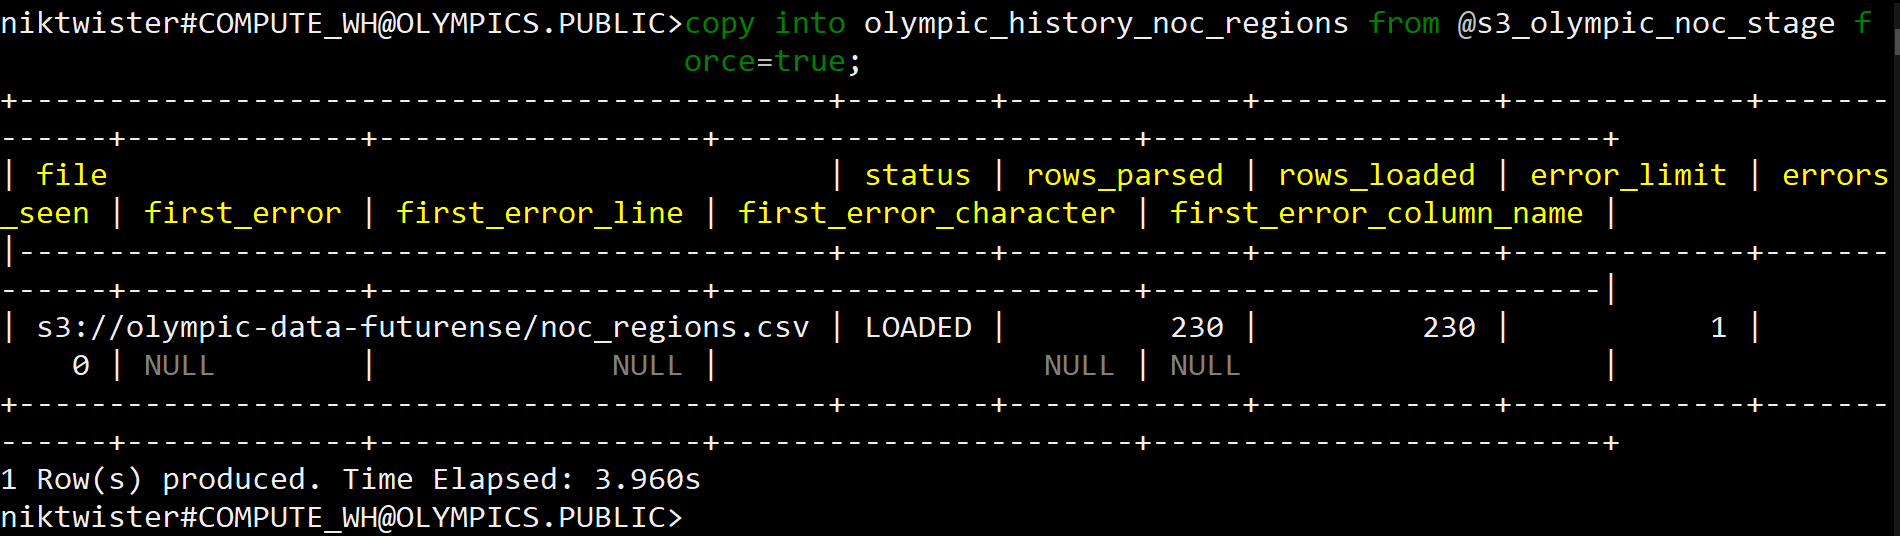 niktwister#COMPUTE_WH@OLYMPICS.PUBLIC>copy into olympic_history_noc_regions from @s3_olympic_noc_stage f
                                      orce=true;
+---------------------------------------------+--------+-------------+-------------+-------------+-------
------+-------------+------------------+-----------------------+-------------------------+
| file                                        | status | rows_parsed | rows_loaded | error_limit | errors
_seen | first_error | first_error_line | first_error_character | first_error_column_name |
|---------------------------------------------+--------+-------------+-------------+-------------+-------
------+-------------+------------------+-----------------------+-------------------------|
| s3://olympic-data-futurense/noc_regions.csv | LOADED |         230 |         230 |           1 |
    0 | NULL        |             NULL |                  NULL | NULL                    |
+---------------------------------------------+--------+-------------+-------------+-------------+-------
------+-------------+------------------+-----------------------+-------------------------+
1 Row(s) produced. Time Elapsed: 3.960s
niktwister#COMPUTE_WH@OLYMPICS.PUBLIC>